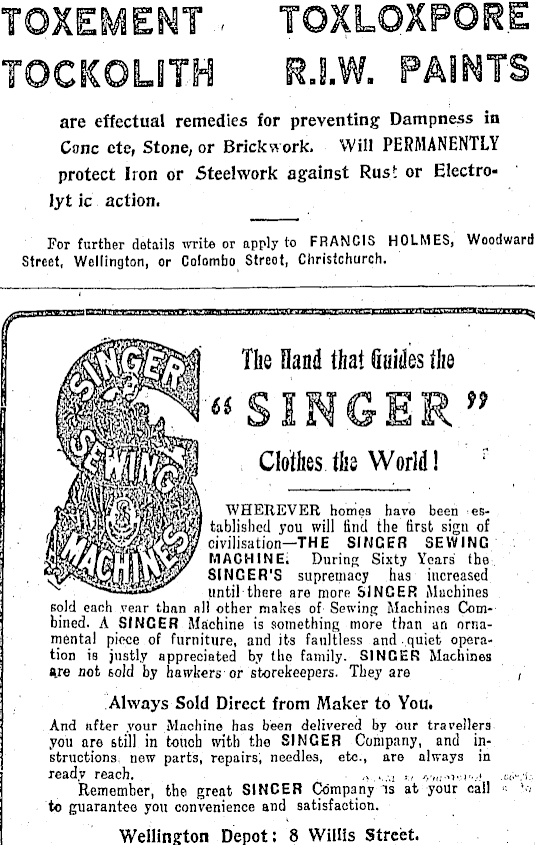 TOXEMENT TOXLOXPORE
TOCKOLITH R.I.W. PAINTS
are effectual remedies for preventing Dampness in
Conc ete, Stone, or Brickwork. Will PERMANENTLY
protect Iron or Steelwork against Rust or Electro-
lyt ic action.
For further details write or apply to FRANCIS HOLMES, Woodward
Street, Wellington, or Colombo Street, Christchurch.
SINGER
SEWING
S
MACHINES
The Hand that Guides the
“SINGER”
Clothes the World!
WHEREVER homes have been es-
tablished you will find the first sign of
civilisation—THE SINGER SEWING
MACHINE. During Sixty Years the
SINGER'S supremacy has increased
until there are more SINGER Machines
sold each year than all other makes of Sewing Machines Com-
bined. A SINGER Machine is something more than an orna-
mental piece of furniture, and its faultless and quiet opera-
tion is justly appreciated by the family. SINGER Machines
are not sold by hawkers or storekeepers. They are
Always Sold Direct from Maker to You.
And after your Machine has been delivered by our travellers
you are still in touch with the SINGER Company, and in-
structions new parts, repairs, needles, etc., are always in
ready reach.
Remember, the great SINGER Company is at your call
to guarantee you convenience and satisfaction.
Wellington Depot: 8 Willis Street.